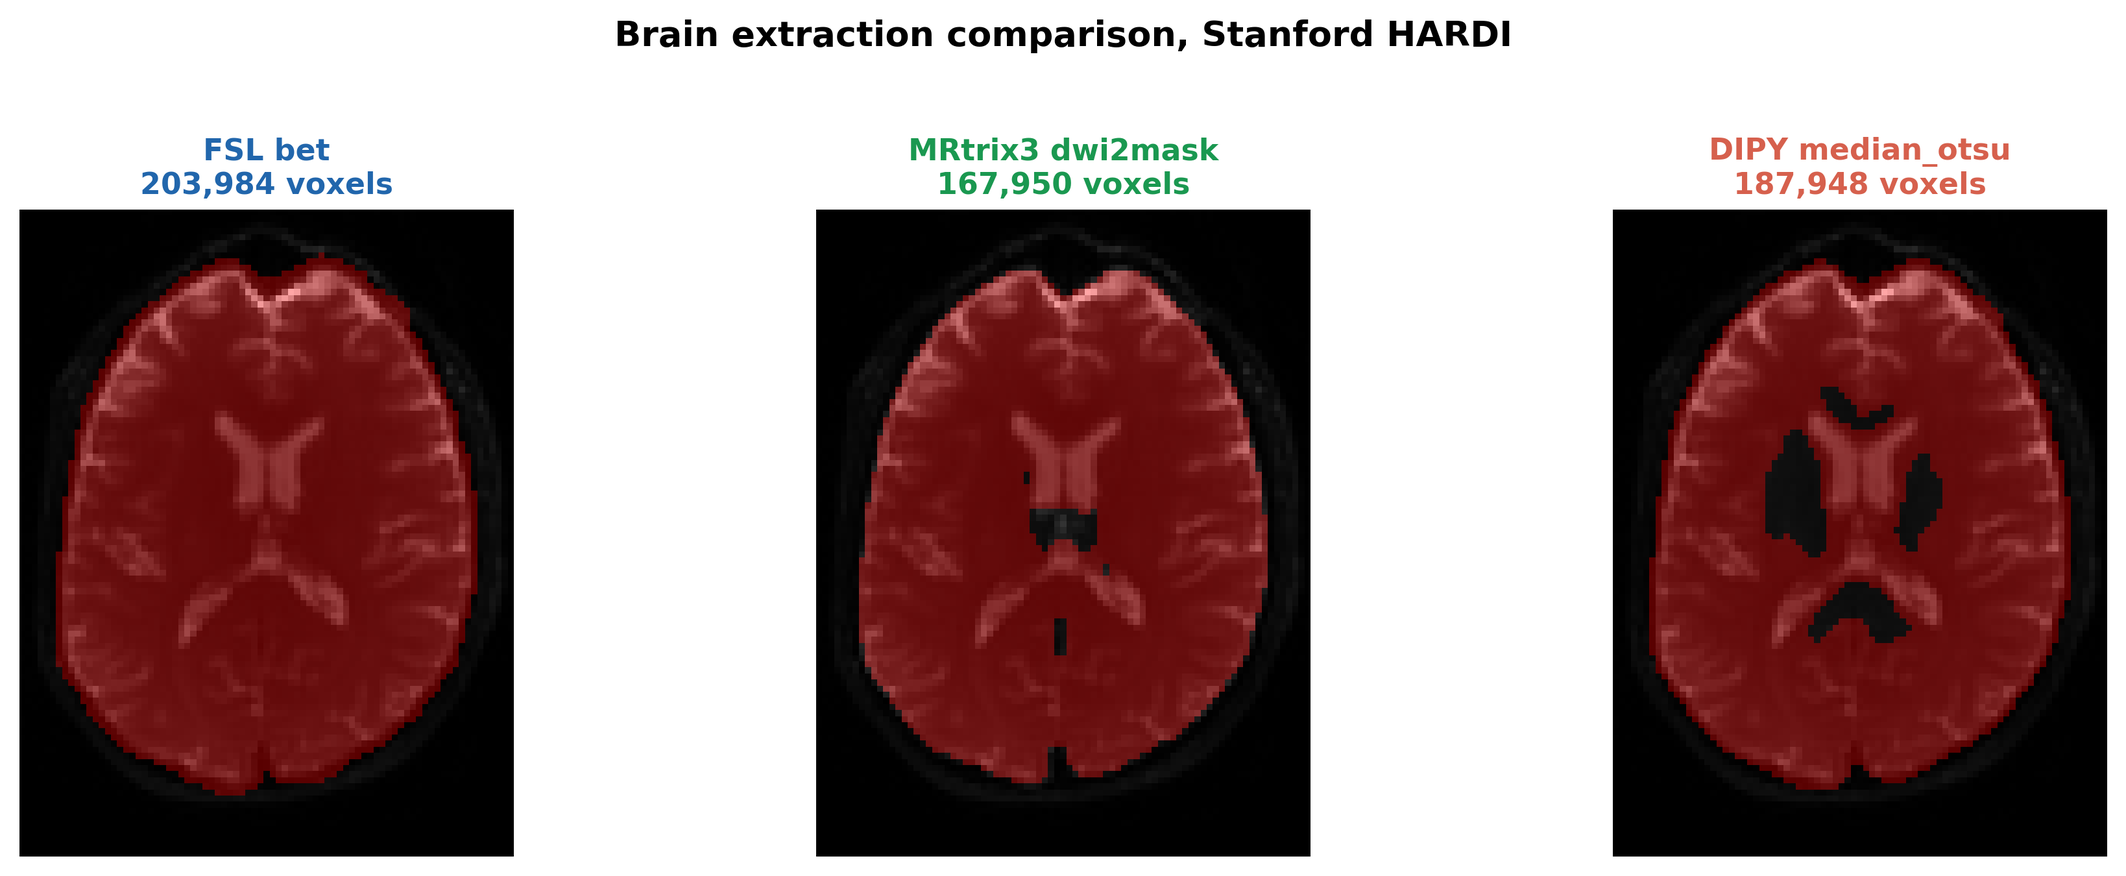 Brain extraction comparison, Stanford HARDI
FSL bet
203,984 voxels
MRtrix3 dwi2mask
167,950 voxels
DIPY median_otsu
187,948 voxels